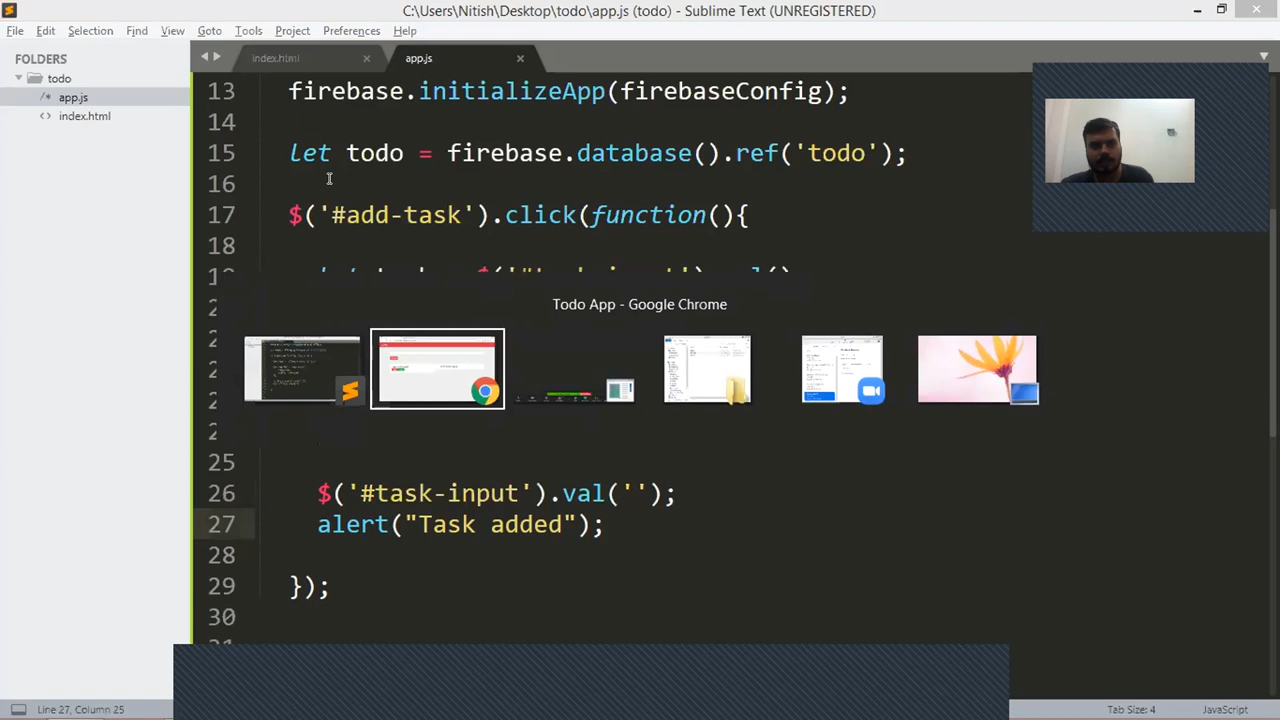 C:\Users\Nitish\Desktop\todo\app.js (todo) - Sublime Text (UNREGISTERED)
File Edit Selection Find View Goto Tools Project Preferences Help
FOLDERS
todo
app.js
index.html
index.html
app.js
13 firebase.initializeApp(firebaseConfig);
14
15 let todo = firebase.database().ref('todo');
16
17 $('#add-task').click(function(){
18
Todo App - Google Chrome
25
26 $('#task-input').val('');
27 alert("Task added");
28
29 });
30
Line 27, Column 25
Tab Size: 4
JavaScript